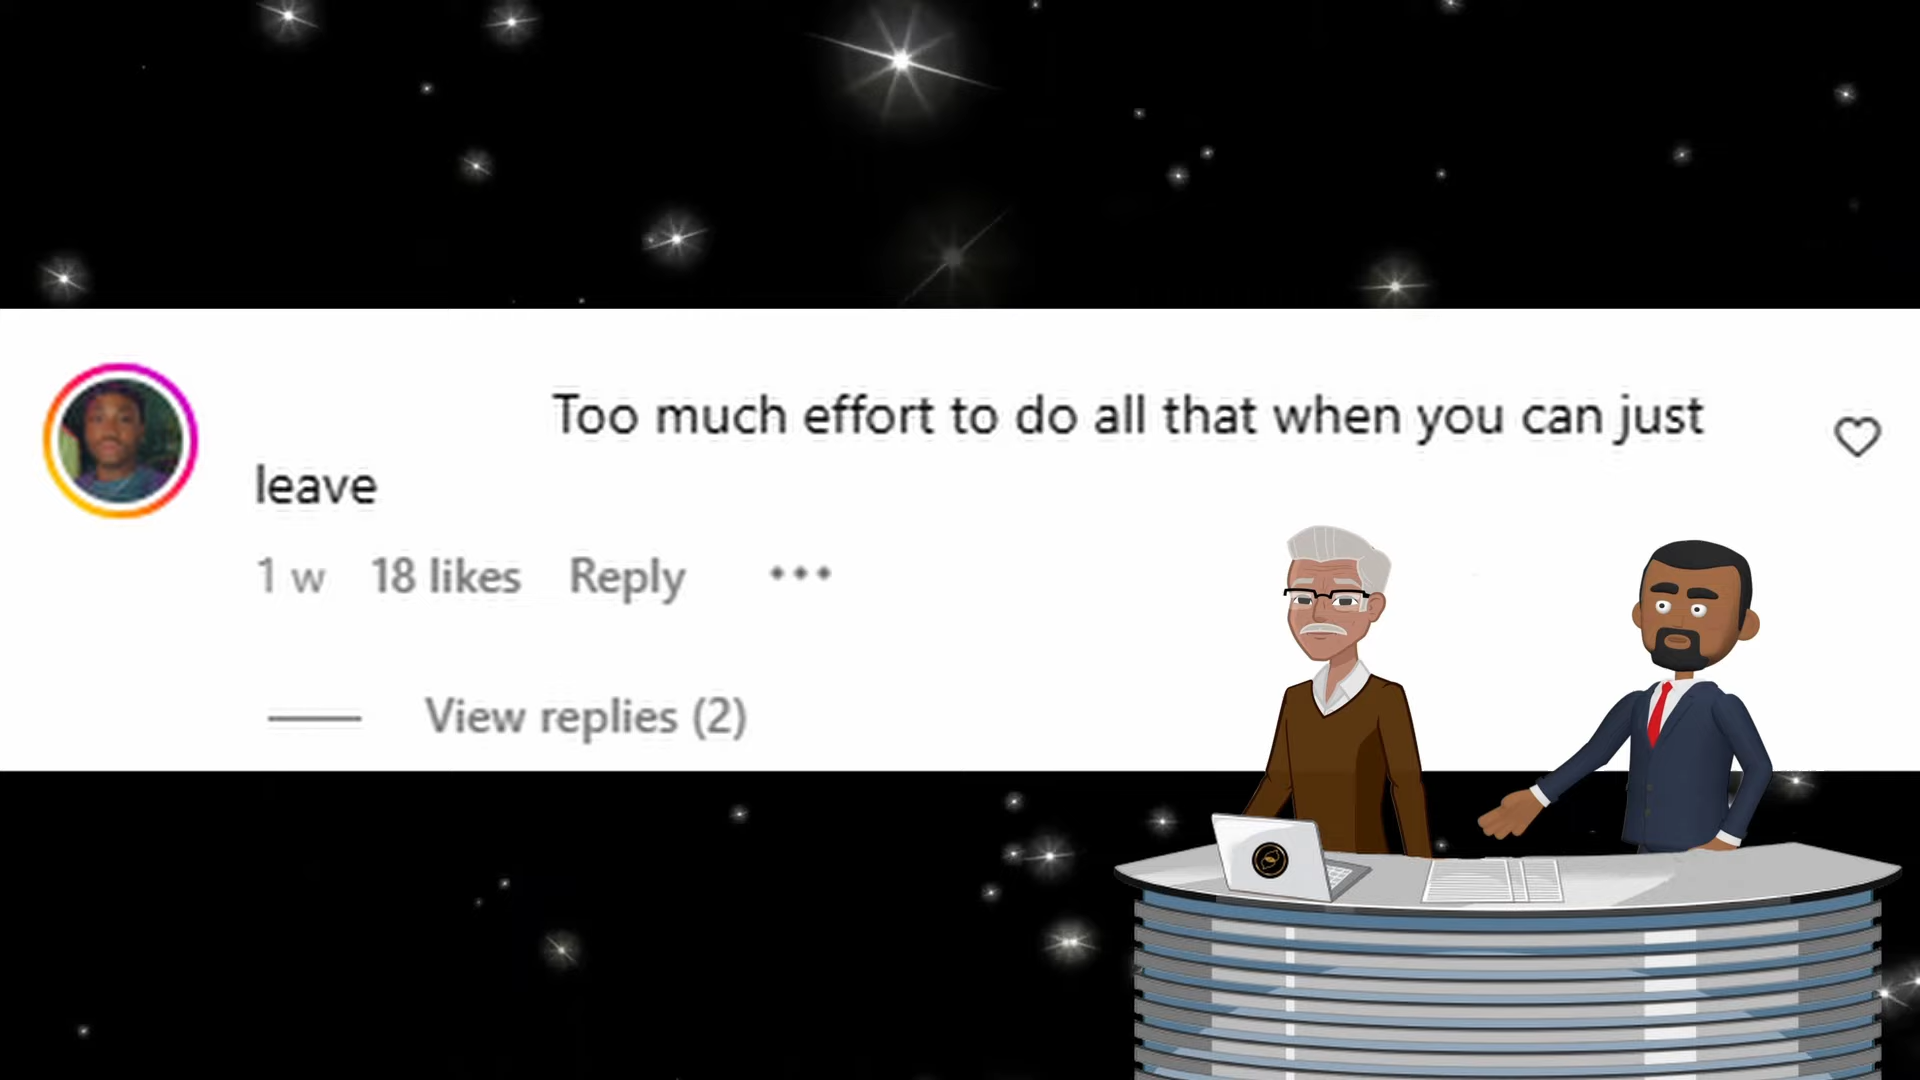 Too much effort to do all that when you can just
leave
1 w 18 likes Reply •••
View replies (2)